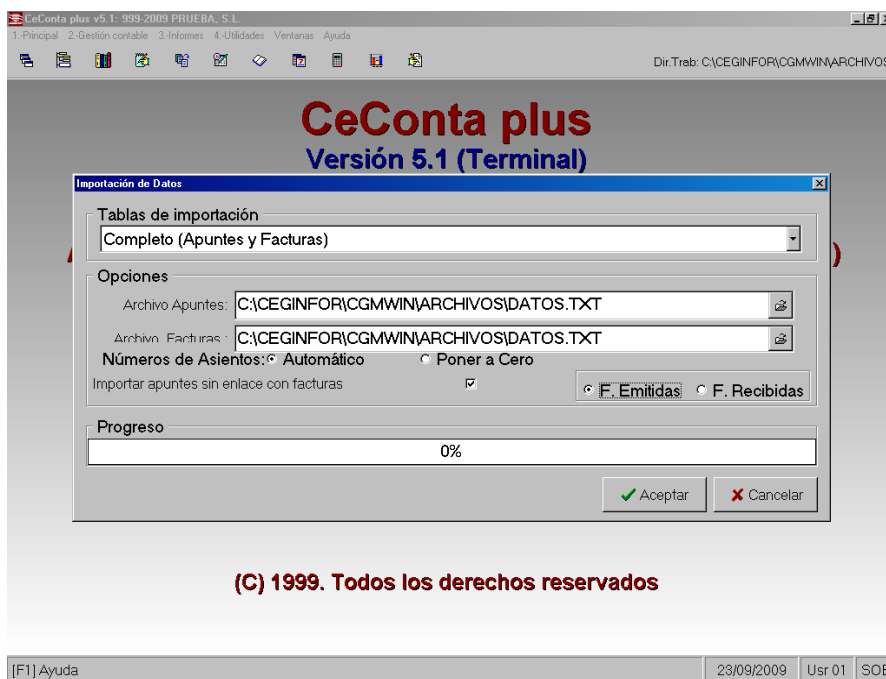 CeConta plus v5.1: 999-2009 PRUEBA, S.L.
1.-Principal 2.-Gestión contable 3.-Informes 4.-Utilidades Ventanas Ayuda
Dir.Trab: C:\CEGINFOR\CGMWIN\ARCHIVOS
CeConta plus
Versión 5.1 (Terminal)
Importación de Datos
Tablas de importación
Completo (Apuntes y Facturas)
)
Opciones
Archivo Apuntes: C:\CEGINFOR\CGMWIN\ARCHIVOS\DATOS.TXT
Archivo Facturas : C:\CEGINFOR\CGMWIN\ARCHIVOS\DATOS.TXT
Números de Asientos: Automático Poner a Cero
Importar apuntes sin enlace con facturas
F. Emitidas F. Recibidas
Progreso
0%
Aceptar Cancelar
(C) 1999. Todos los derechos reservados
[F1] Ayuda 23/09/2009 Usr 01